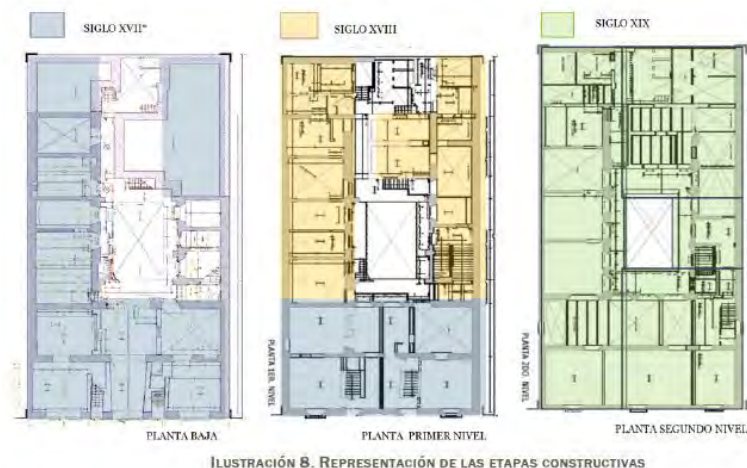 SIGLO XVII*
SIGLO XVIII
SIGLO XIX
PLANTA BAJA
PLANTA 1ER. NIVEL
PLANTA PRIMER NIVEL
PLANTA 2DO. NIVEL
PLANTA SEGUNDO NIVEL
ILUSTRACIÓN 8. REPRESENTACIÓN DE LAS ETAPAS CONSTRUCTIVAS